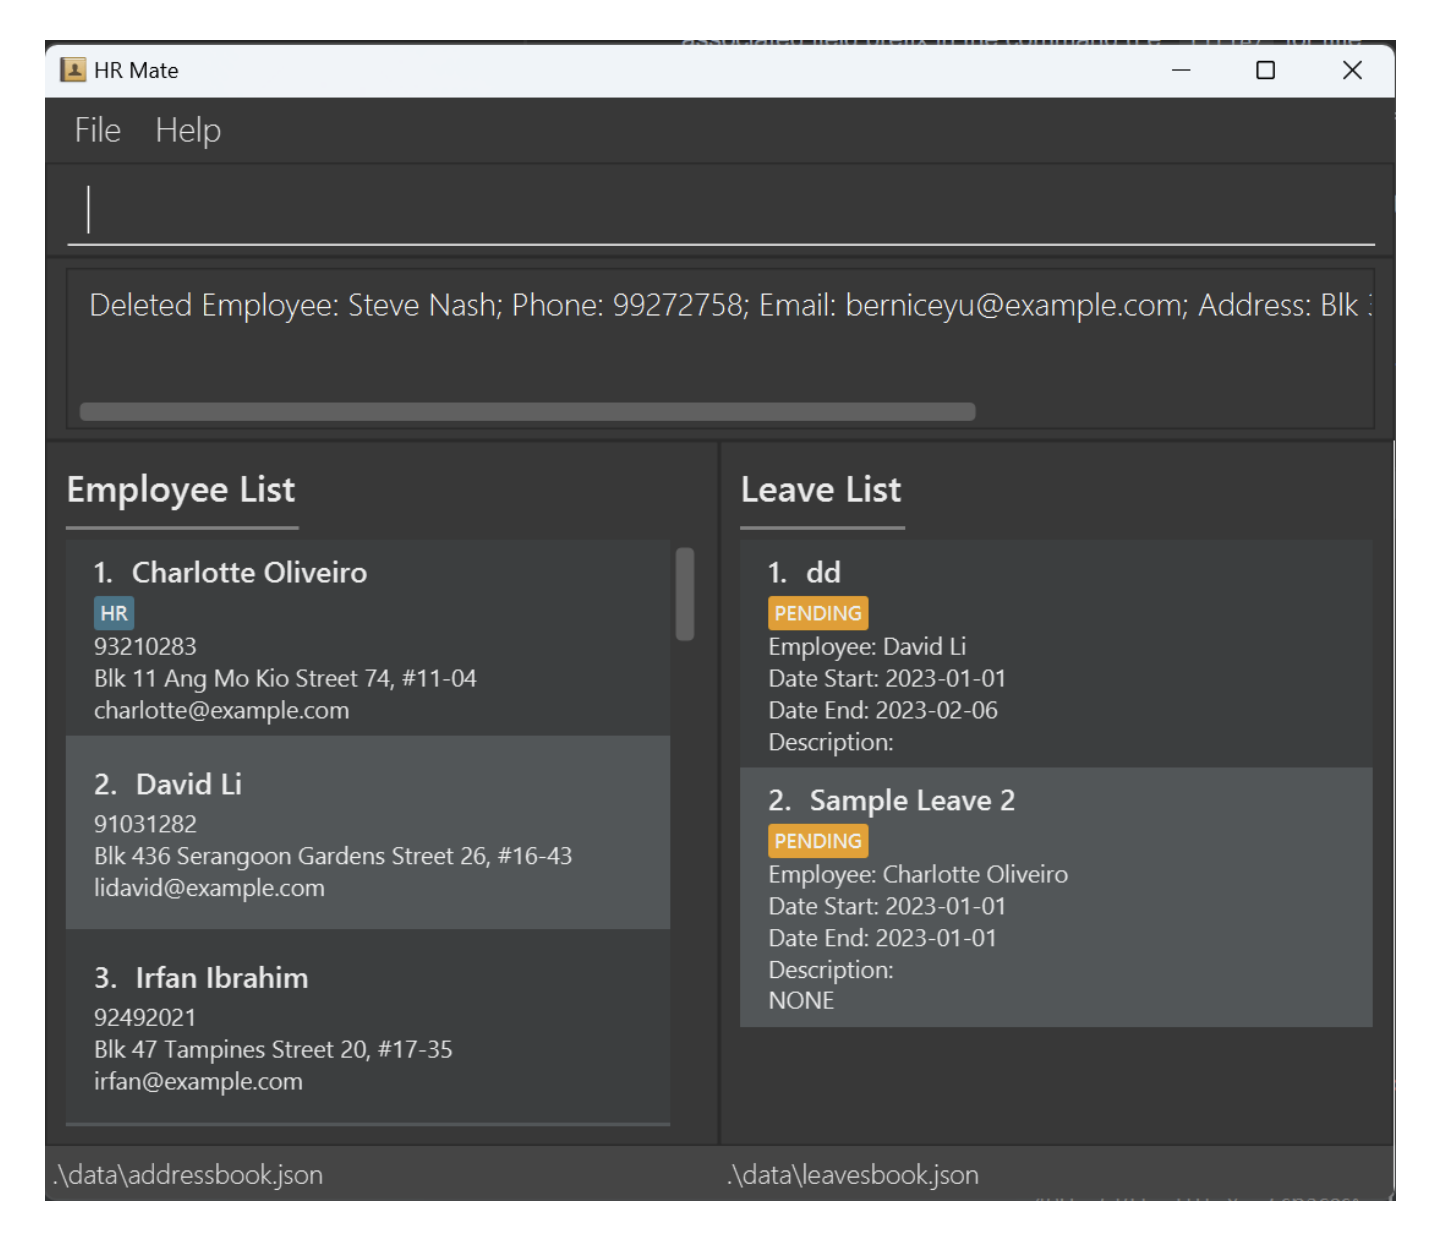 HR Mate
File Help
Deleted Employee: Steve Nash; Phone: 99272758; Email: berniceyu@example.com; Address: Blk
Employee List
1. Charlotte Oliveiro
HR
93210283
Blk 11 Ang Mo Kio Street 74, #11-04
charlotte@example.com
2. David Li
91031282
Blk 436 Serangoon Gardens Street 26, #16-43
lidavid@example.com
3. Irfan Ibrahim
92492021
Blk 47 Tampines Street 20, #17-35
irfan@example.com
Leave List
1. dd
PENDING
Employee: David Li
Date Start: 2023-01-01
Date End: 2023-02-06
Description:
2. Sample Leave 2
PENDING
Employee: Charlotte Oliveiro
Date Start: 2023-01-01
Date End: 2023-01-01
Description:
NONE
.\data\addressbook.json
.\data\leavesbook.json